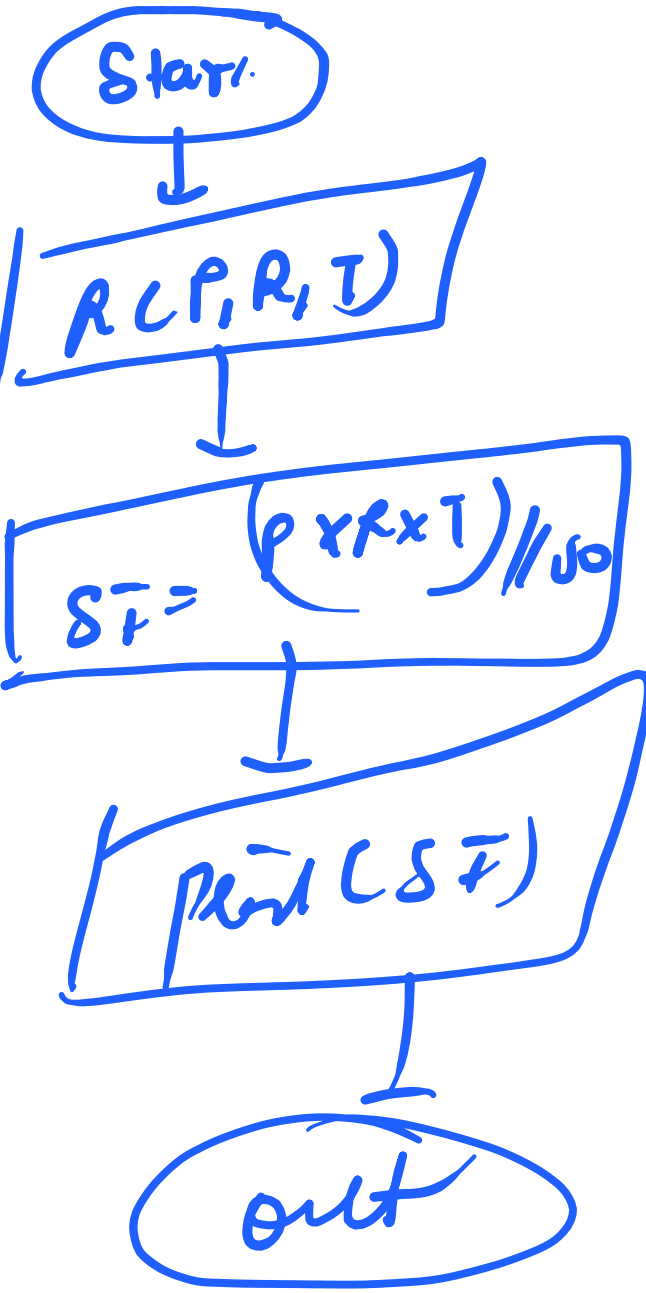 Start
R(P, R, T)
SI = (P x R x T) // 100
Print (SI)
out